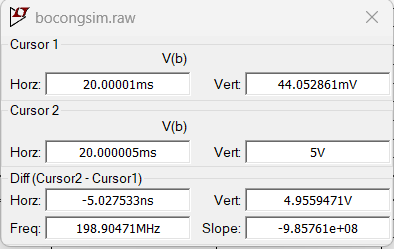 bocongsim.raw
Cursor 1
V(b)
Horz: 20.00001ms Vert: 44.052861mV
Cursor 2
V(b)
Horz: 20.000005ms Vert: 5V
Diff (Cursor2 - Cursor1)
Horz: -5.027533ns Vert: 4.9559471V
Freq: 198.90471MHz Slope: -9.85761e+08